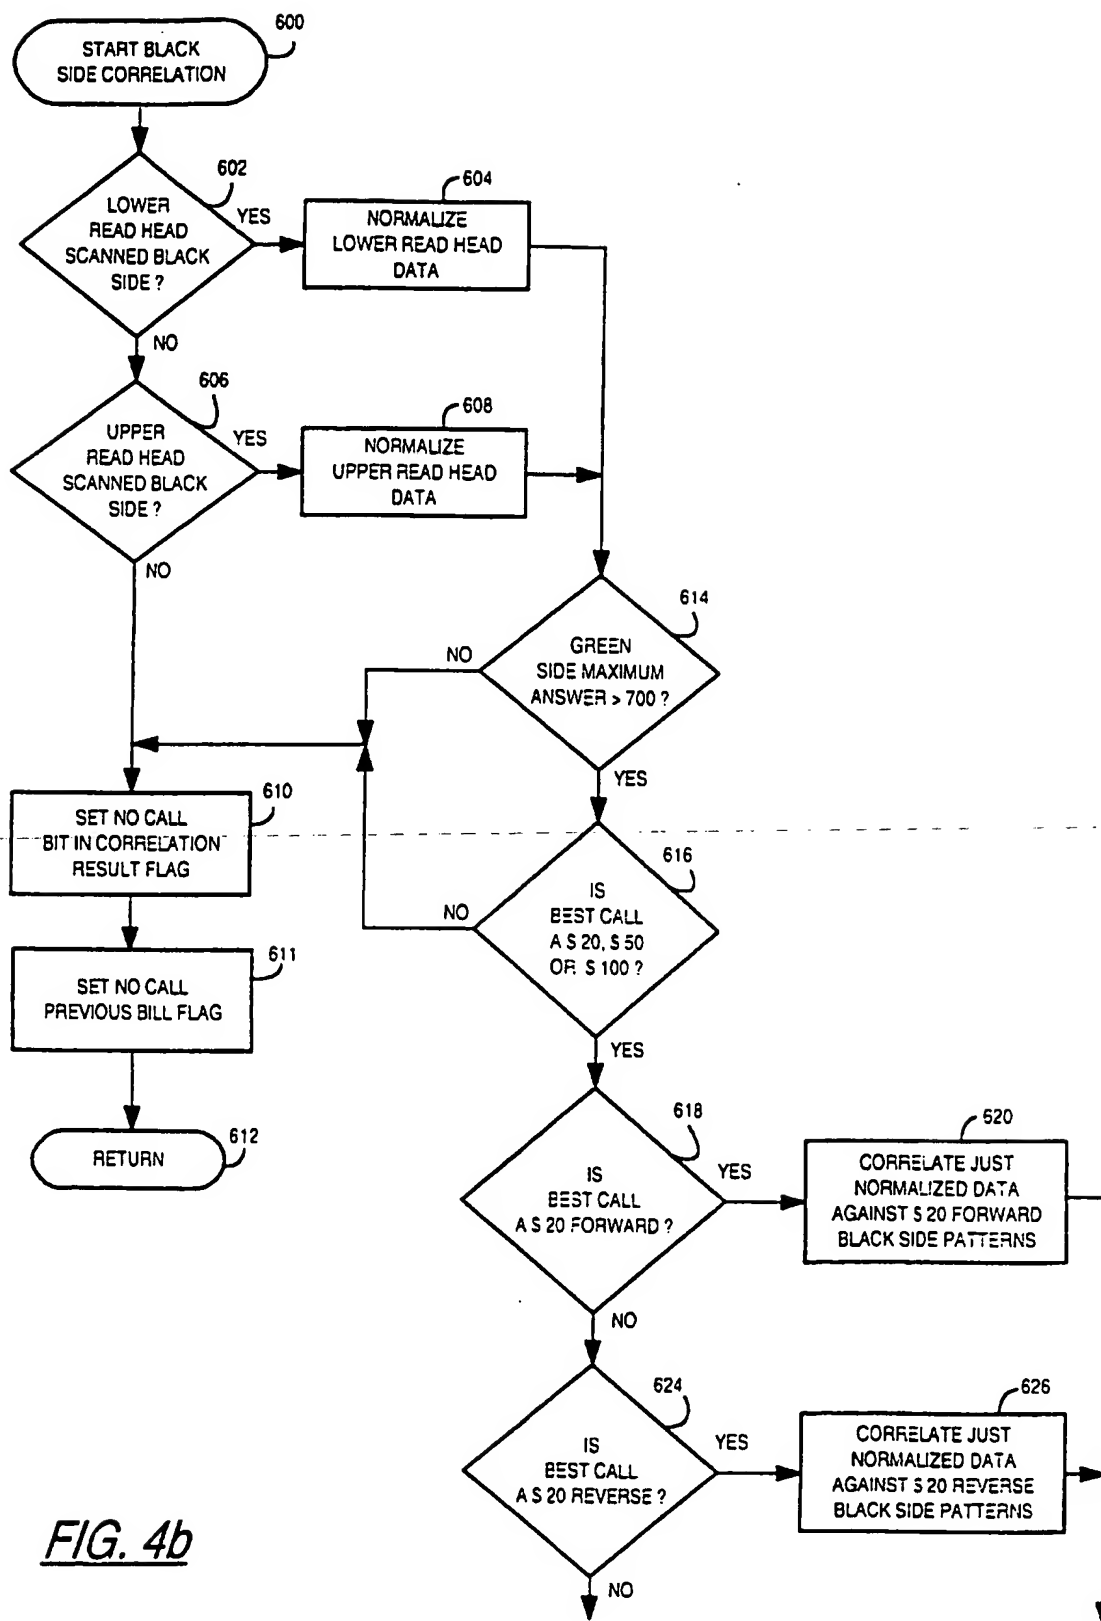 600
START BLACK
SIDE CORRELATION
602
LOWER
READ HEAD
SCANNED BLACK
SIDE ?
YES
604
NORMALIZE
LOWER READ HEAD
DATA
NO
606
UPPER
READ HEAD
SCANNED BLACK
SIDE ?
YES
608
NORMALIZE
UPPER READ HEAD
DATA
NO
614
GREEN
SIDE MAXIMUM
ANSWER > 700 ?
NO
YES
610
SET NO CALL
BIT IN CORRELATION
RESULT FLAG
616
IS
BEST CALL
A $ 20, $ 50
OR $ 100 ?
NO
YES
611
SET NO CALL
PREVIOUS BILL FLAG
612
RETURN
618
IS
BEST CALL
A $ 20 FORWARD ?
YES
620
CORRELATE JUST
NORMALIZED DATA
AGAINST $ 20 FORWARD
BLACK SIDE PATTERNS
NO
624
IS
BEST CALL
A $ 20 REVERSE ?
YES
626
CORRELATE JUST
NORMALIZED DATA
AGAINST $ 20 REVERSE
BLACK SIDE PATTERNS
NO
FIG. 4b